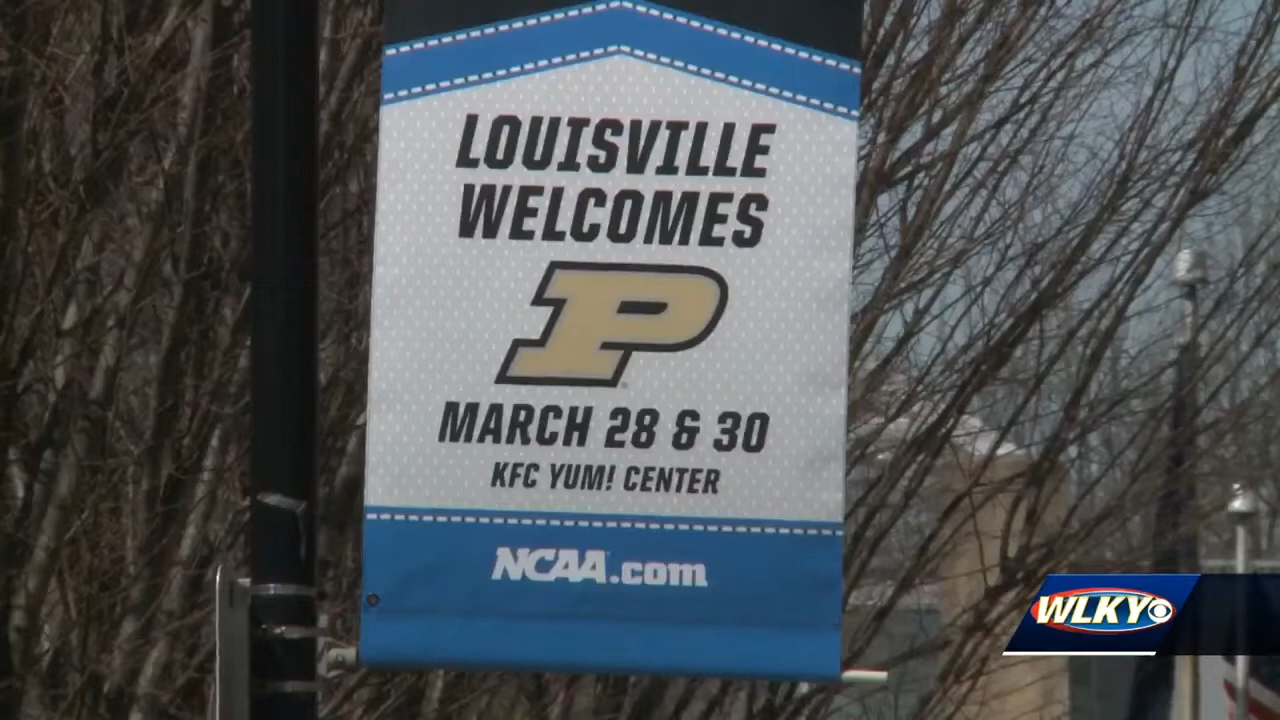 LOUISVILLE
WELCOMES
P
MARCH 28 & 30
KFC YUM! CENTER
NCAA.com
WLKY